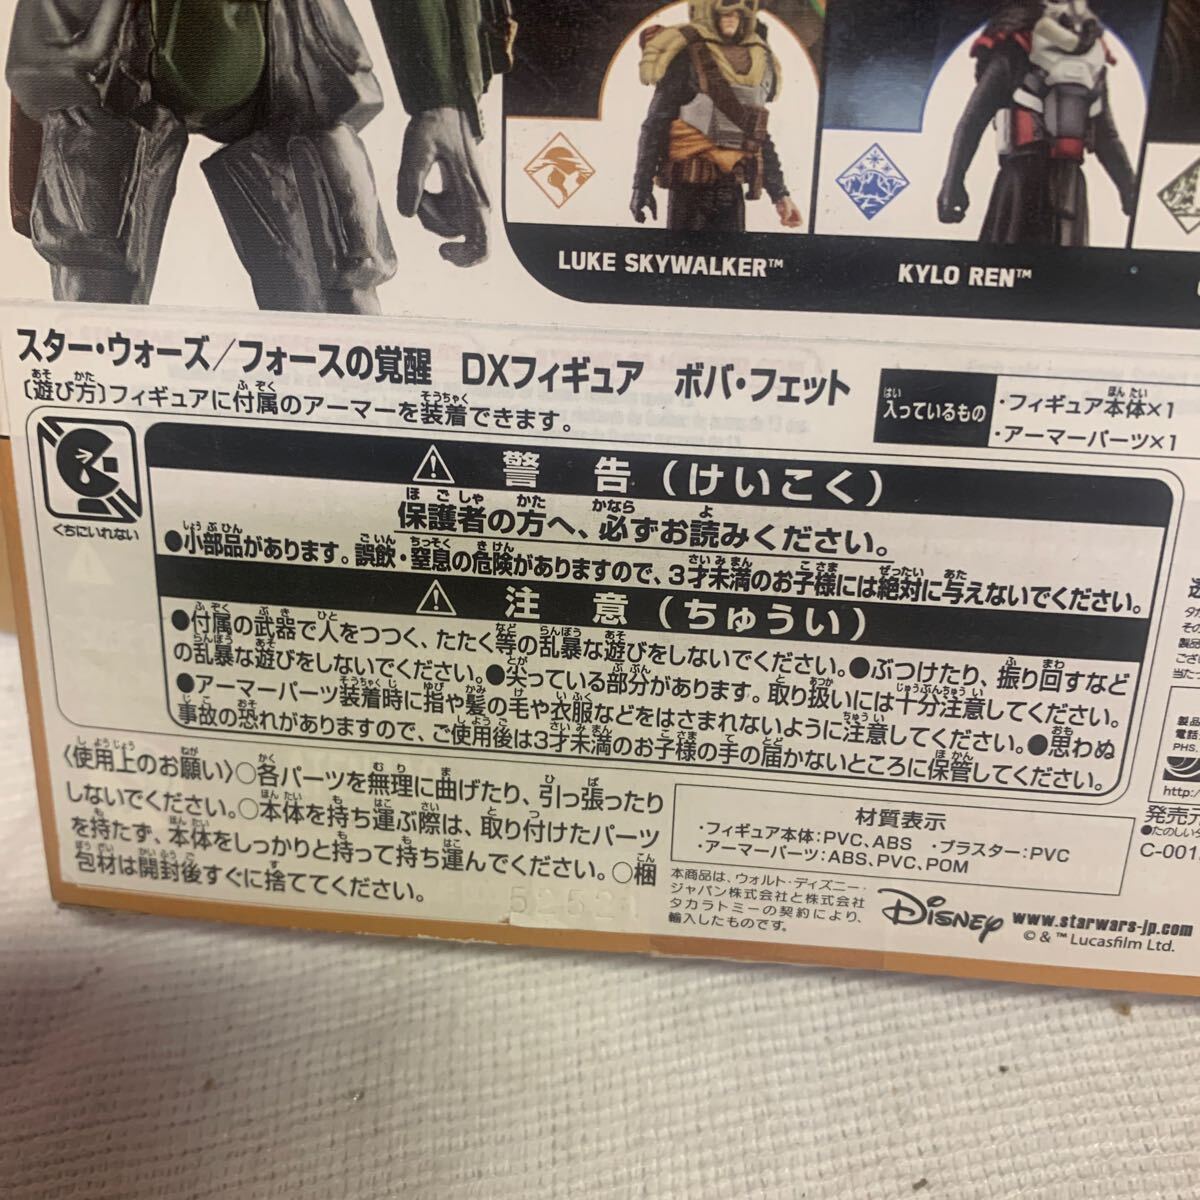 LUKE SKYWALKER™
KYLO REN™
スター・ウォーズ/フォースの覚醒 DXフィギュア ボバ・フェット
〔遊び方〕フィギュアに付属のアーマーを装着できます。
入っているもの
・フィギュア本体×1
・アーマーパーツ×1
くちにいれない
⚠ 警告(けいこく)
保護者の方へ、必ずお読みください。
●小部品があります。誤飲・窒息の危険がありますので、3才未満のお子様には絶対に与えないでください。
⚠ 注意(ちゅうい)
●付属の武器で人をつつく、たたく等の乱暴な遊びをしないでください。●ぶつけたり、振り回すなど
の乱暴な遊びをしないでください。●尖っている部分があります。取り扱いには十分注意してください。
●アーマーパーツ装着時に指や髪の毛や衣服などをはさまれないように注意してください。●思わぬ
事故の恐れがありますので、ご使用後は3才未満のお子様の手の届かないところに保管してください。
〈使用上のお願い〉○各パーツを無理に曲げたり、引っ張ったり
しないでください。○本体を持ち運ぶ際は、取り付けたパーツ
を持たず、本体をしっかりと持って持ち運んでください。○梱
包材は開封後すぐに捨ててください。
材質表示
・フィギュア本体:PVC、ABS ・ブラスター:PVC
・アーマーパーツ:ABS、PVC、POM
本商品は、ウォルト・ディズニー・
ジャパン株式会社と株式会社
タカラトミーの契約により、
輸入したものです。
Disney
www.starwars-jp.com
© & ™ Lucasfilm Ltd.
製品
電話
PHS、
http:/
発売元
●たのしい
C-001